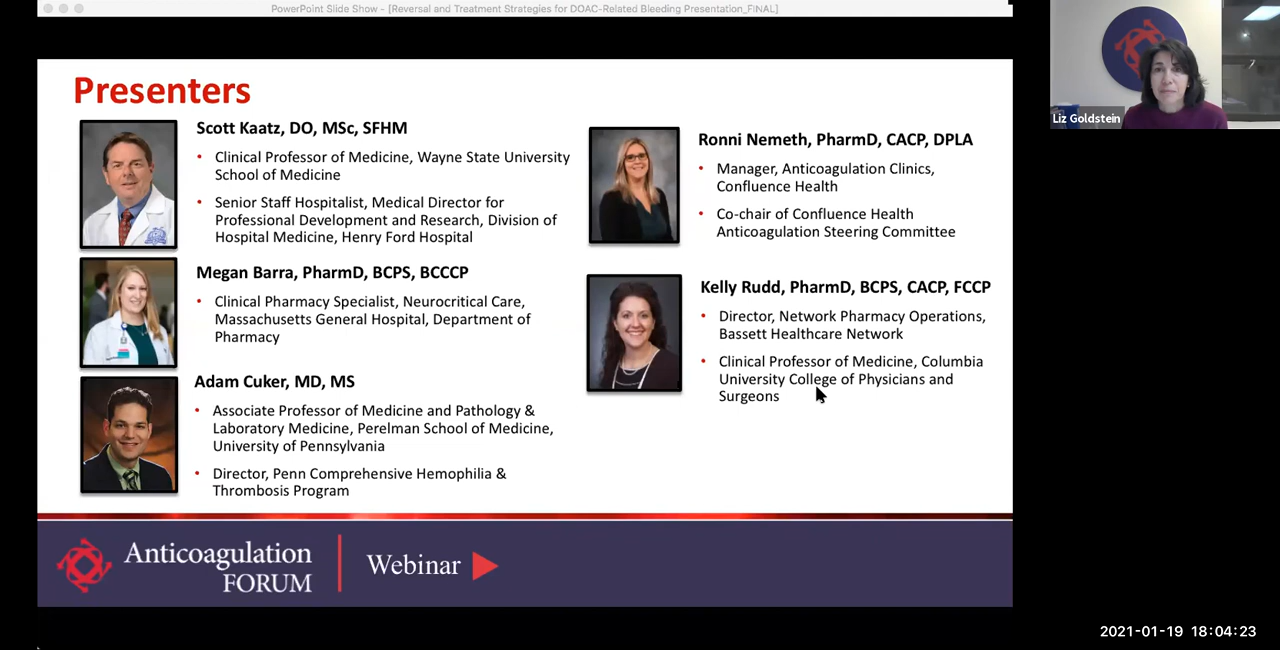 PowerPoint Slide Show - [Reversal and Treatment Strategies for DOAC-Related Bleeding Presentation_FINAL]
Presenters
Scott Kaatz, DO, MSc, SFHM
• Clinical Professor of Medicine, Wayne State University
School of Medicine
• Senior Staff Hospitalist, Medical Director for
Professional Development and Research, Division of
Hospital Medicine, Henry Ford Hospital
Megan Barra, PharmD, BCPS, BCCCP
• Clinical Pharmacy Specialist, Neurocritical Care,
Massachusetts General Hospital, Department of
Pharmacy
Adam Cuker, MD, MS
• Associate Professor of Medicine and Pathology &
Laboratory Medicine, Perelman School of Medicine,
University of Pennsylvania
• Director, Penn Comprehensive Hemophilia &
Thrombosis Program
Ronni Nemeth, PharmD, CACP, DPLA
• Manager, Anticoagulation Clinics,
Confluence Health
• Co-chair of Confluence Health
Anticoagulation Steering Committee
Kelly Rudd, PharmD, BCPS, CACP, FCCP
• Director, Network Pharmacy Operations,
Bassett Healthcare Network
• Clinical Professor of Medicine, Columbia
University College of Physicians and
Surgeons
Anticoagulation
FORUM
Webinar
Liz Goldstein
2021-01-19 18:04:23